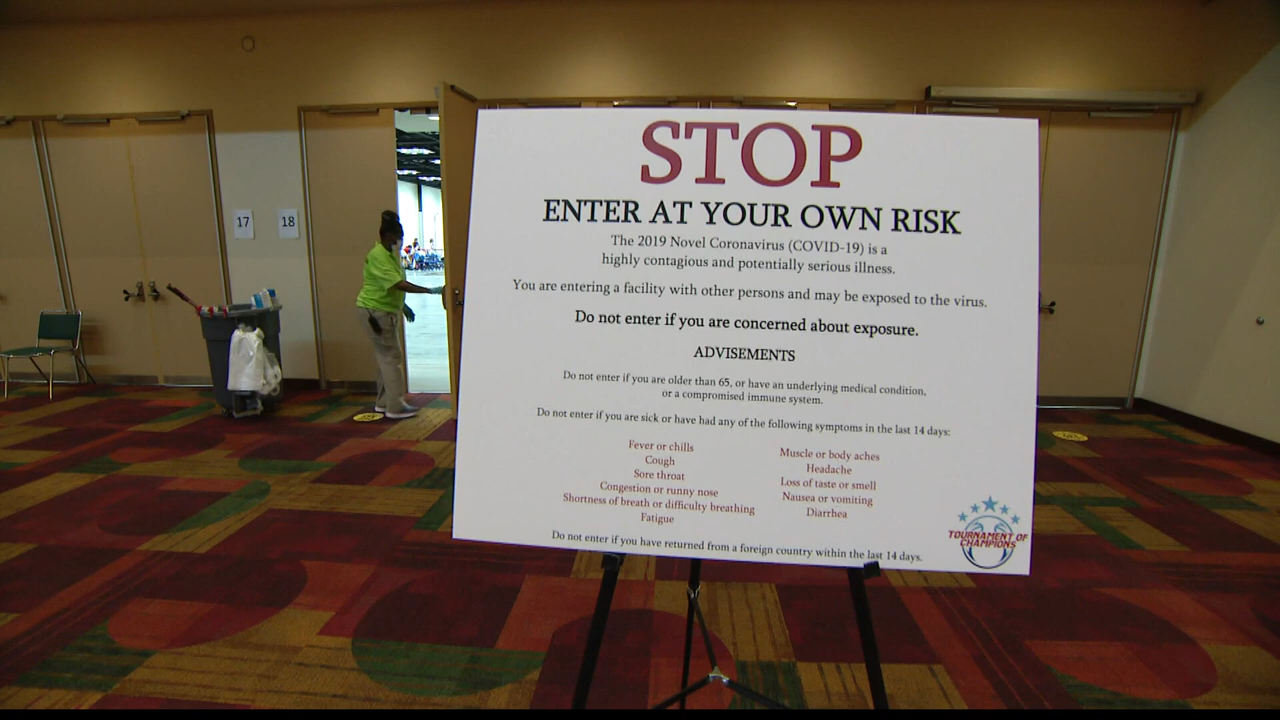 STOP
ENTER AT YOUR OWN RISK
The 2019 Novel Coronavirus (COVID-19) is a
highly contagious and potentially serious illness.
You are entering a facility with other persons and may be exposed to the virus.
Do not enter if you are concerned about exposure.
ADVISEMENTS
Do not enter if you are older than 65, or have an underlying medical condition,
or a compromised immune system.
Do not enter if you are sick or have had any of the following symptoms in the last 14 days:
Fever or chills
Cough
Sore throat
Congestion or runny nose
Shortness of breath or difficulty breathing
Fatigue
Muscle or body aches
Headache
Loss of taste or smell
Nausea or vomiting
Diarrhea
Do not enter if you have returned from a foreign country within the last 14 days.
TOURNAMENT OF
CHAMPIONS
17
18